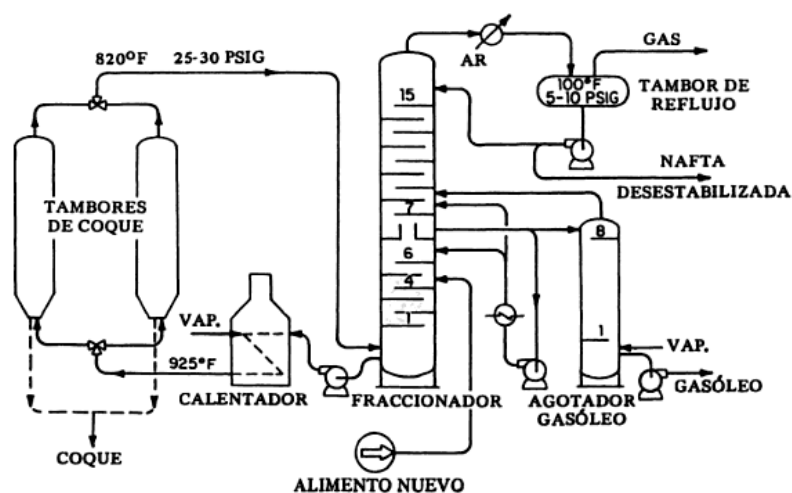 820ºF
25-30 PSIG
AR
GAS
100°F
5-10 PSIG
TAMBOR DE
REFLUJO
15
NAFTA
DESESTABILIZADA
TAMBORES
DE COQUE
7
8
6
4
1
1
VAP.
VAP.
925°F
CALENTADOR
FRACCIONADOR
AGOTADOR
GASÓLEO
GASÓLEO
COQUE
ALIMENTO NUEVO